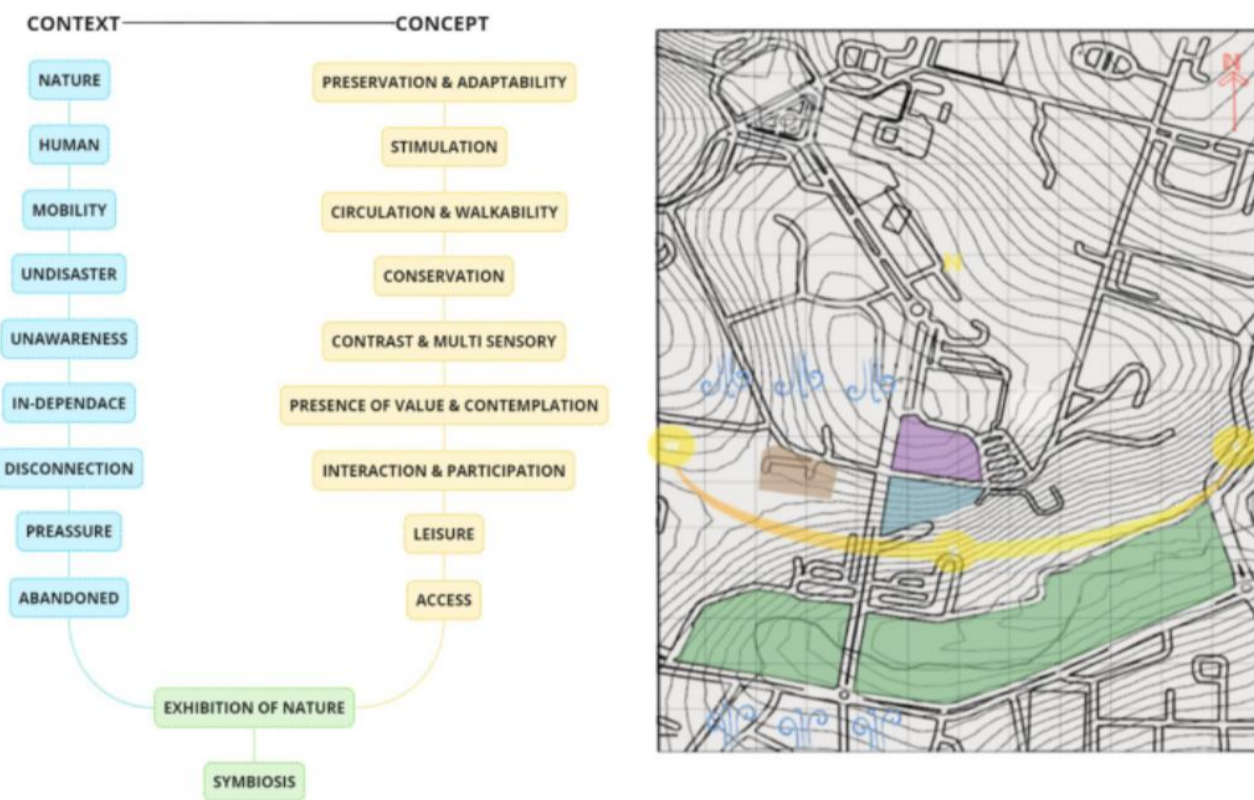 CONTEXT
CONCEPT
NATURE
PRESERVATION & ADAPTABILITY
HUMAN
STIMULATION
MOBILITY
CIRCULATION & WALKABILITY
UNDISASTER
CONSERVATION
UNAWARENESS
CONTRAST & MULTI SENSORY
IN-DEPENDACE
PRESENCE OF VALUE & CONTEMPLATION
DISCONNECTION
INTERACTION & PARTICIPATION
PREASSURE
LEISURE
ABANDONED
ACCESS
EXHIBITION OF NATURE
SYMBIOSIS
N
N